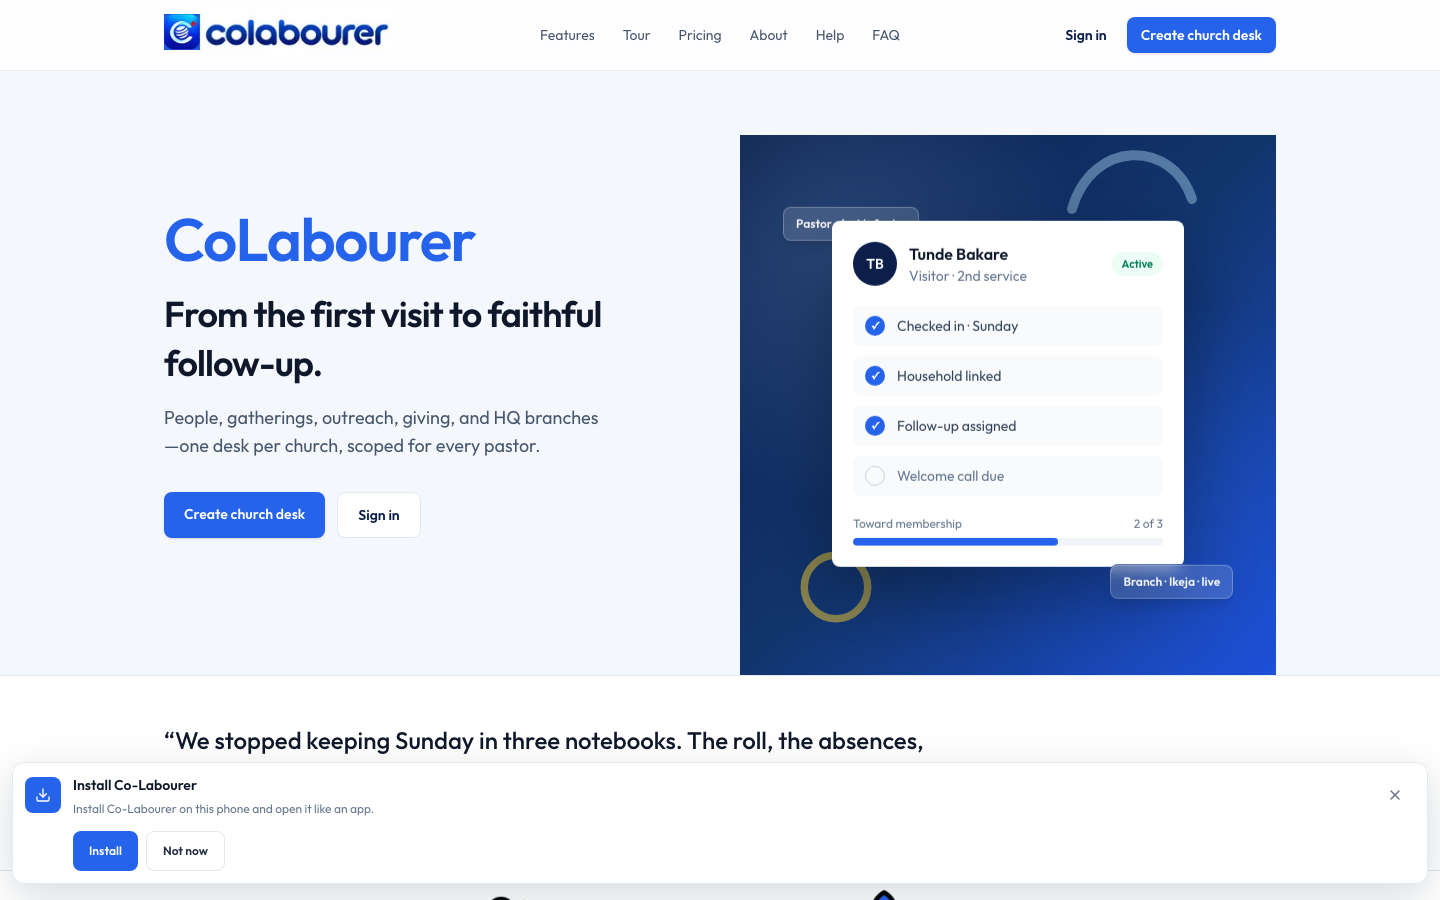 colabourer
Features
Tour
Pricing
About
Help
FAQ
Sign in
Create church desk
CoLabourer
From the first visit to faithful
follow-up.
People, gatherings, outreach, giving, and HQ branches
—one desk per church, scoped for every pastor.
Create church desk
Sign in
Pastor
TB
Tunde Bakare
Visitor · 2nd service
Active
Checked in · Sunday
Household linked
Follow-up assigned
Welcome call due
Toward membership
2 of 3
Branch · Ikeja · live
“We stopped keeping Sunday in three notebooks. The roll, the absences,
Install Co-Labourer
Install Co-Labourer on this phone and open it like an app.
Install
Not now